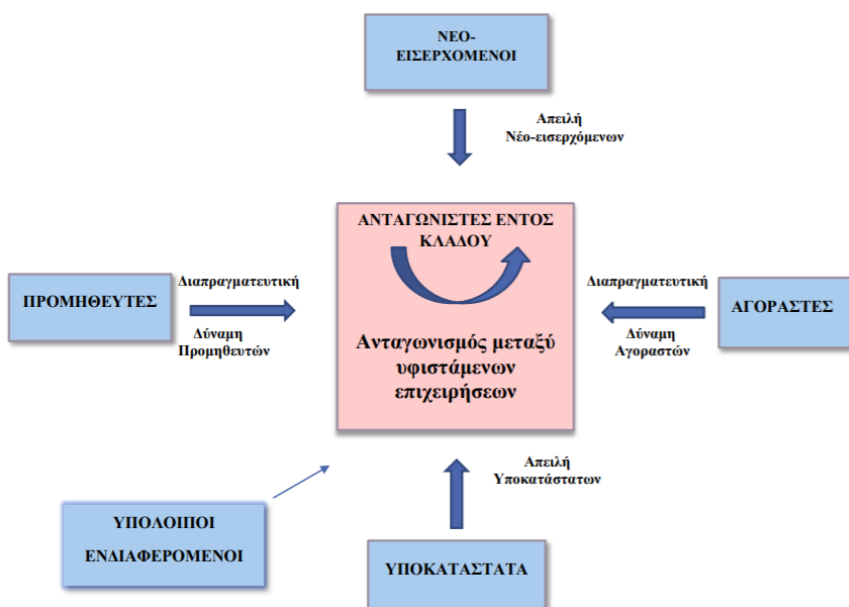 ΝΕΟ-
ΕΙΣΕΡΧΟΜΕΝΟΙ
Απειλή
Νέο-εισερχόμενων
ΑΝΤΑΓΩΝΙΣΤΕΣ ΕΝΤΟΣ
ΚΛΑΔΟΥ
Ανταγωνισμός μεταξύ
υφιστάμενων
επιχειρήσεων
ΠΡΟΜΗΘΕΥΤΕΣ
Διαπραγματευτική
Δύναμη
Προμηθευτών
Διαπραγματευτική
Δύναμη
Αγοραστών
ΑΓΟΡΑΣΤΕΣ
Απειλή
Υποκατάστατων
ΥΠΟΛΟΙΠΟΙ
ΕΝΔΙΑΦΕΡΟΜΕΝΟΙ
ΥΠΟΚΑΤΑΣΤΑΤΑ